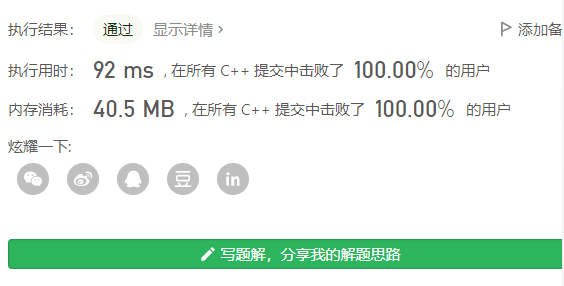 执行结果： 通过 显示详情 > 添加备
执行用时： 92 ms , 在所有 C++ 提交中击败了 100.00% 的用户
内存消耗： 40.5 MB , 在所有 C++ 提交中击败了 100.00% 的用户
炫耀一下:
豆 in
写题解，分享我的解题思路